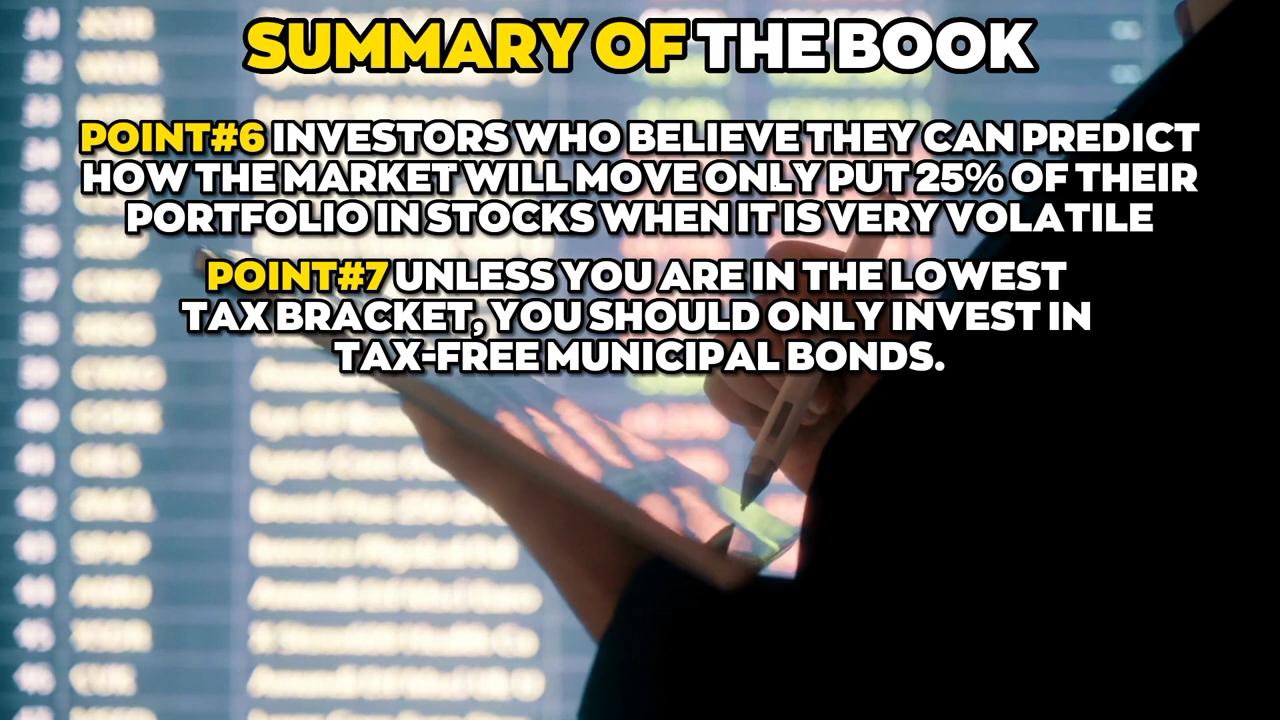 SUMMARY OF THE BOOK
POINT#6 INVESTORS WHO BELIEVE THEY CAN PREDICT
HOW THE MARKET WILL MOVE ONLY PUT 25% OF THEIR
PORTFOLIO IN STOCKS WHEN IT IS VERY VOLATILE
POINT#7 UNLESS YOU ARE IN THE LOWEST
TAX BRACKET, YOU SHOULD ONLY INVEST IN
TAX-FREE MUNICIPAL BONDS.